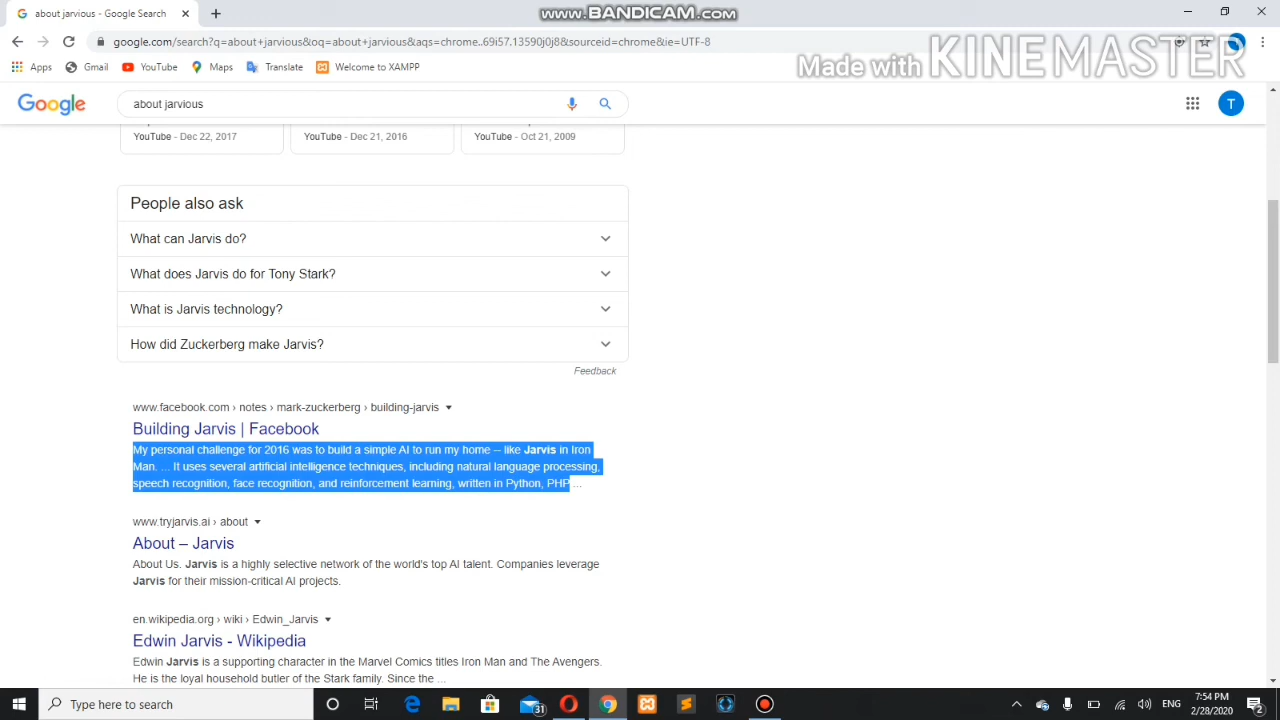 about jarvious - Google Search
www.BANDICAM.com
google.com/search?q=about+jarvious&oq=about+jarvious&aqs=chrome..69i57.13590j0j8&sourceid=chrome&ie=UTF-8
Made with KINEMASTER
Apps
Gmail
YouTube
Maps
Translate
Welcome to XAMPP
Google
about jarvious
T
YouTube - Dec 22, 2017
YouTube - Dec 21, 2016
YouTube - Oct 21, 2009
People also ask
What can Jarvis do?
What does Jarvis do for Tony Stark?
What is Jarvis technology?
How did Zuckerberg make Jarvis?
Feedback
www.facebook.com › notes › mark-zuckerberg › building-jarvis
Building Jarvis | Facebook
My personal challenge for 2016 was to build a simple AI to run my home -- like Jarvis in Iron
Man. ... It uses several artificial intelligence techniques, including natural language processing,
speech recognition, face recognition, and reinforcement learning, written in Python, PHP ...
www.tryjarvis.ai › about
About – Jarvis
About Us. Jarvis is a highly selective network of the world's top AI talent. Companies leverage
Jarvis for their mission-critical AI projects.
en.wikipedia.org › wiki › Edwin_Jarvis
Edwin Jarvis - Wikipedia
Edwin Jarvis is a supporting character in the Marvel Comics titles Iron Man and The Avengers.
He is the loyal household butler of the Stark family. Since the ...
Type here to search
31
ENG
7:54 PM
2/28/2020
2